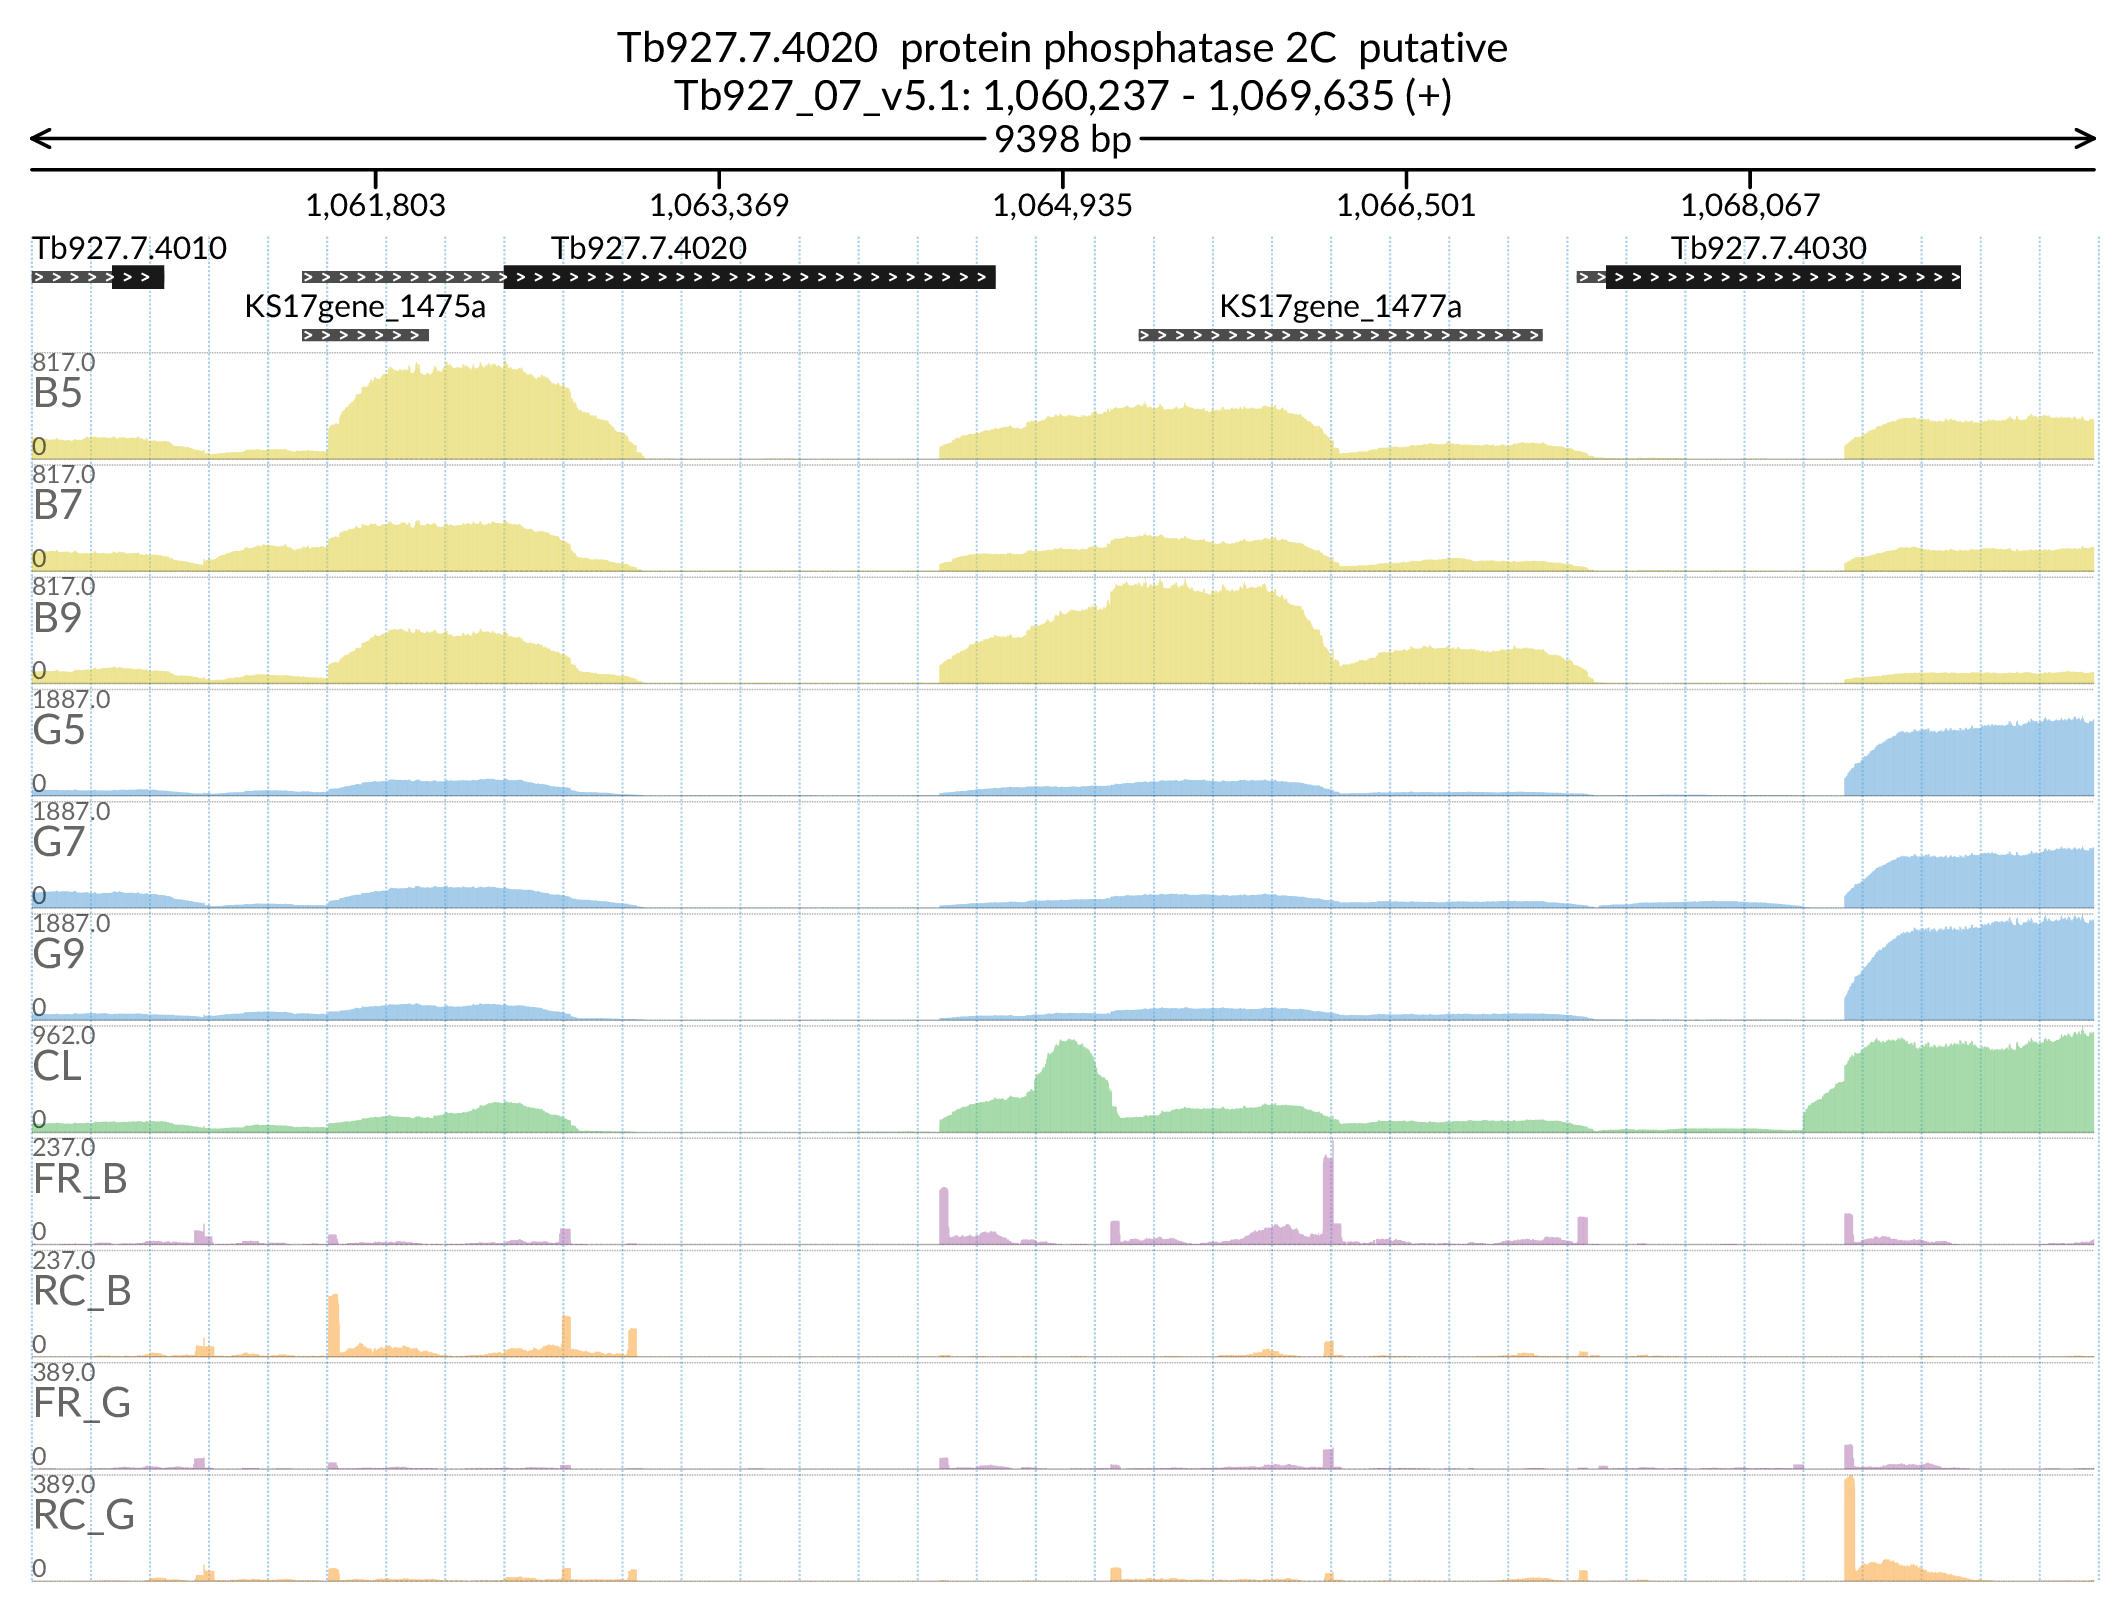 Tb927.7.4020  protein phosphatase 2C  putative
Tb927_07_v5.1: 1,060,237 - 1,069,635 (+)
9398 bp
1,061,803 1,063,369 1,064,935 1,066,501 1,068,067
Tb927.7.4010 Tb927.7.4020 Tb927.7.4030
KS17gene_1475a KS17gene_1477a
817.0
B5
0
817.0
B7
0
817.0
B9
0
1887.0
G5
0
1887.0
G7
0
1887.0
G9
0
962.0
CL
0
237.0
FR_B
0
237.0
RC_B
0
389.0
FR_G
0
389.0
RC_G
0